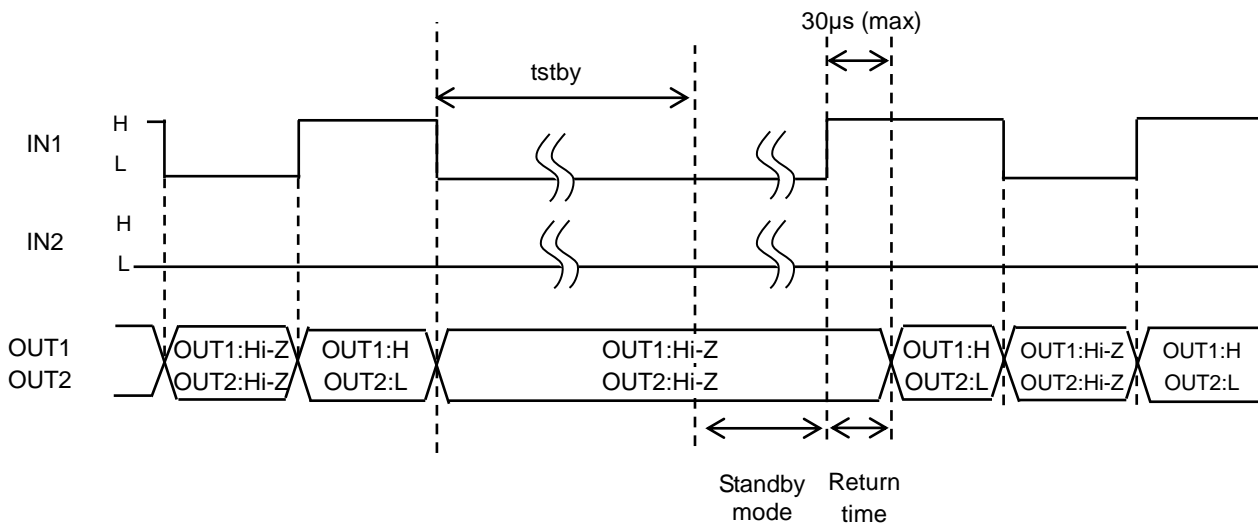 30µs (max)
tstby
IN1
H
L
IN2
H
L
OUT1
OUT2
OUT1:Hi-Z
OUT2:Hi-Z
OUT1:H
OUT2:L
OUT1:Hi-Z
OUT2:Hi-Z
OUT1:H
OUT2:L
OUT1:Hi-Z
OUT2:Hi-Z
OUT1:H
OUT2:L
Standby
mode
Return
time